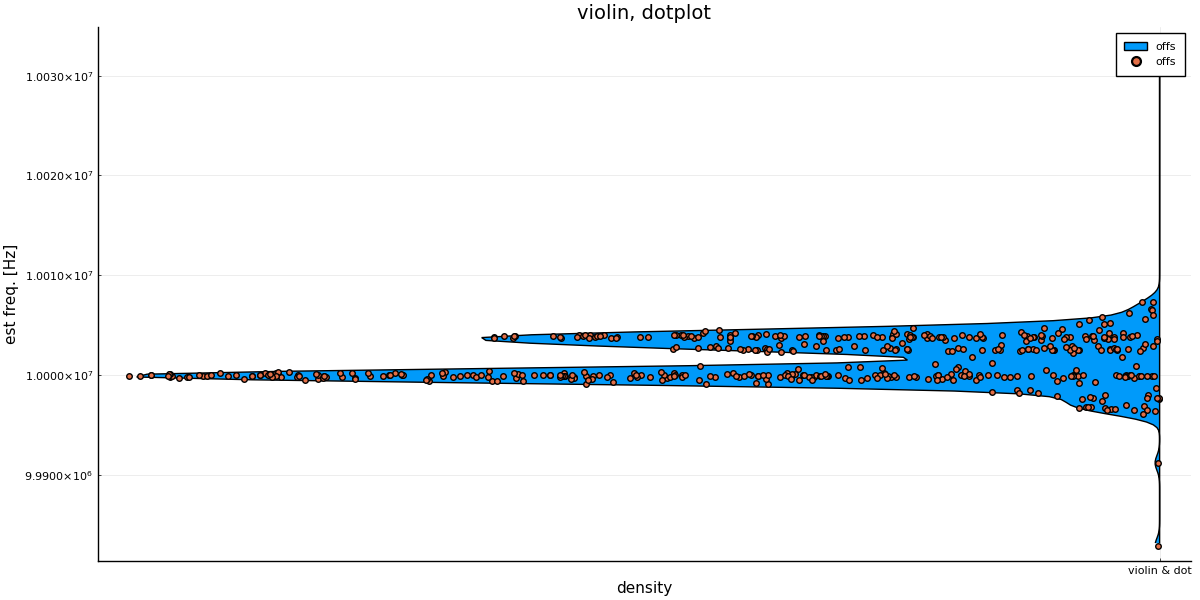 violin, dotplot
offs
offs
1.0030×10⁷
1.0020×10⁷
1.0010×10⁷
1.0000×10⁷
9.9900×10⁶
est freq. [Hz]
violin & dot
density